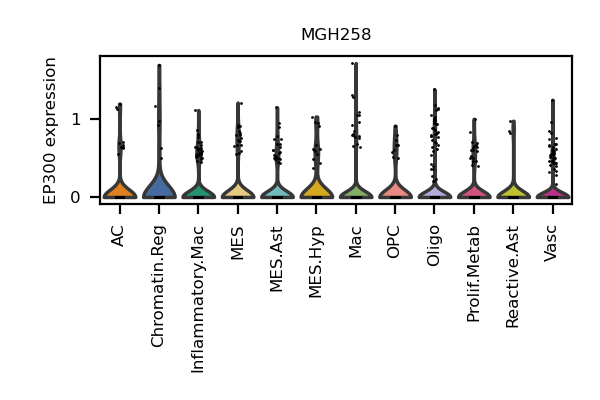 MGH258
EP300 expression
1
0
AC
Chromatin.Reg
Inflammatory.Mac
MES
MES.Ast
MES.Hyp
Mac
OPC
Oligo
Prolif.Metab
Reactive.Ast
Vasc